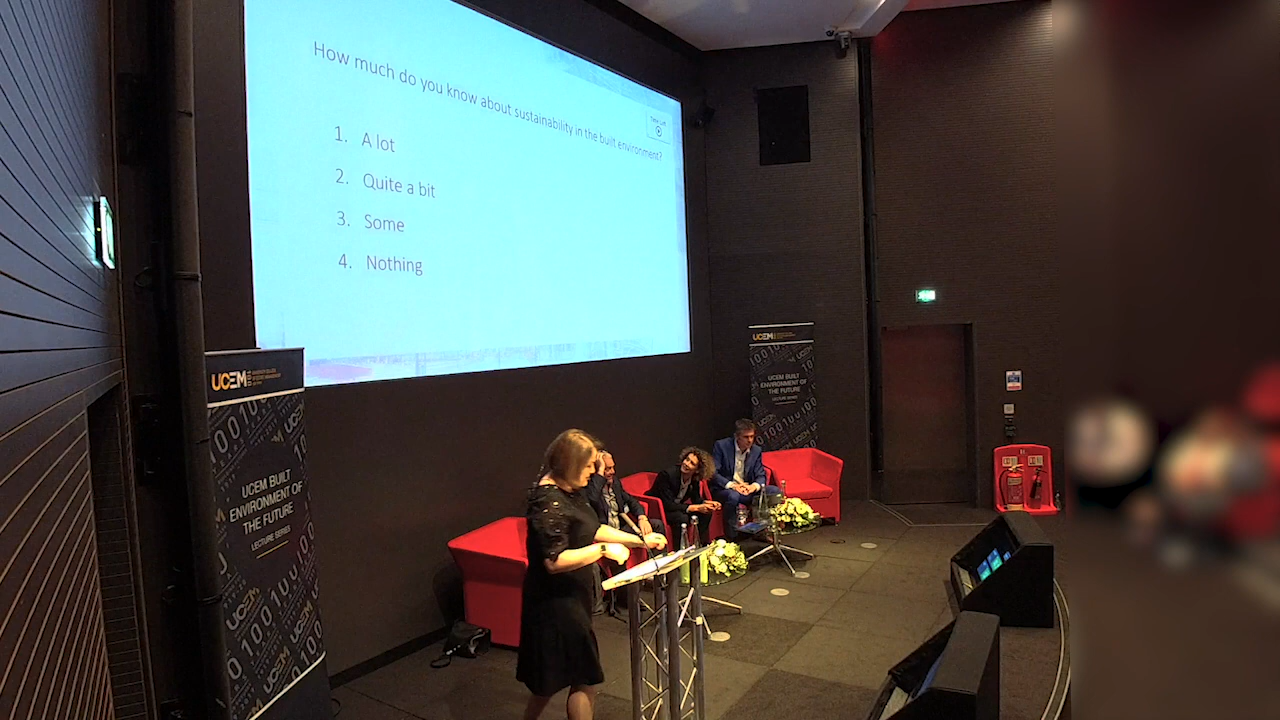 How much do you know about sustainability in the built environment?
1. A lot
2. Quite a bit
3. Some
4. Nothing
UCEM
UCEM BUILT
ENVIRONMENT OF
THE FUTURE
LECTURE SERIES
UCEM
UCEM BUILT
ENVIRONMENT OF
THE FUTURE
LECTURE SERIES